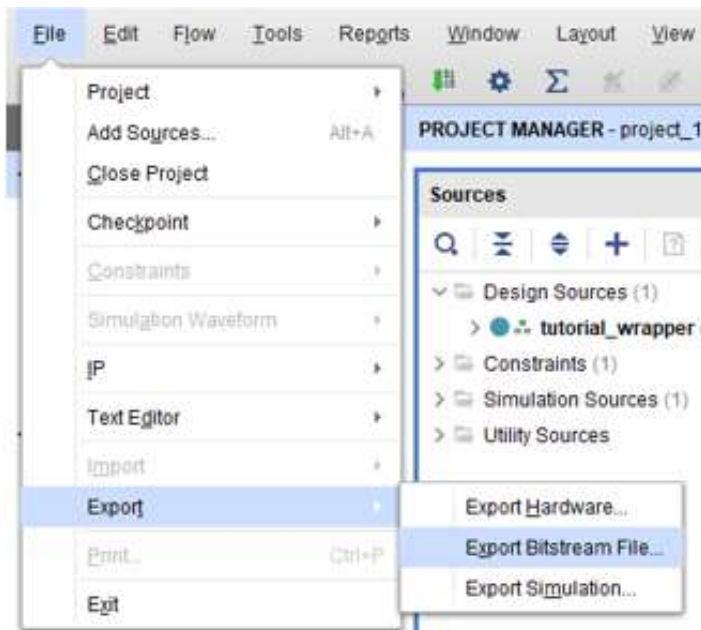 File Edit Flow Tools Reports Window Layout View
Project
Add Sources... Alt+A
Close Project
Checkpoint
Constraints
Simulation Waveform
IP
Text Editor
Import
Export
Print... Ctrl+P
Exit
PROJECT MANAGER - project_1
Sources
Design Sources (1)
tutorial_wrapper
Constraints (1)
Simulation Sources (1)
Utility Sources
Export Hardware...
Export Bitstream File...
Export Simulation...